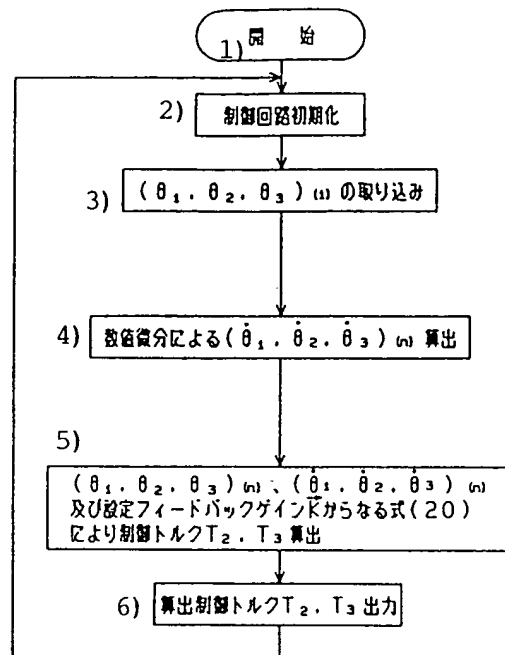 1) 開 始
2) 制御回路初期化
3) (θ₁, θ₂, θ₃)₍₁₎の取り込み
4) 数値微分による(θ̇₁, θ̇₂, θ̇₃)₍ₙ₎ 算出
5)
(θ₁, θ₂, θ₃)₍ₙ₎、(θ̇₁, θ̇₂, θ̇₃)₍ₙ₎
及び設定フィードバックゲインK⃗からなる式(20)
により制御トルクT₂, T₃算出
6) 算出制御トルクT₂, T₃出力